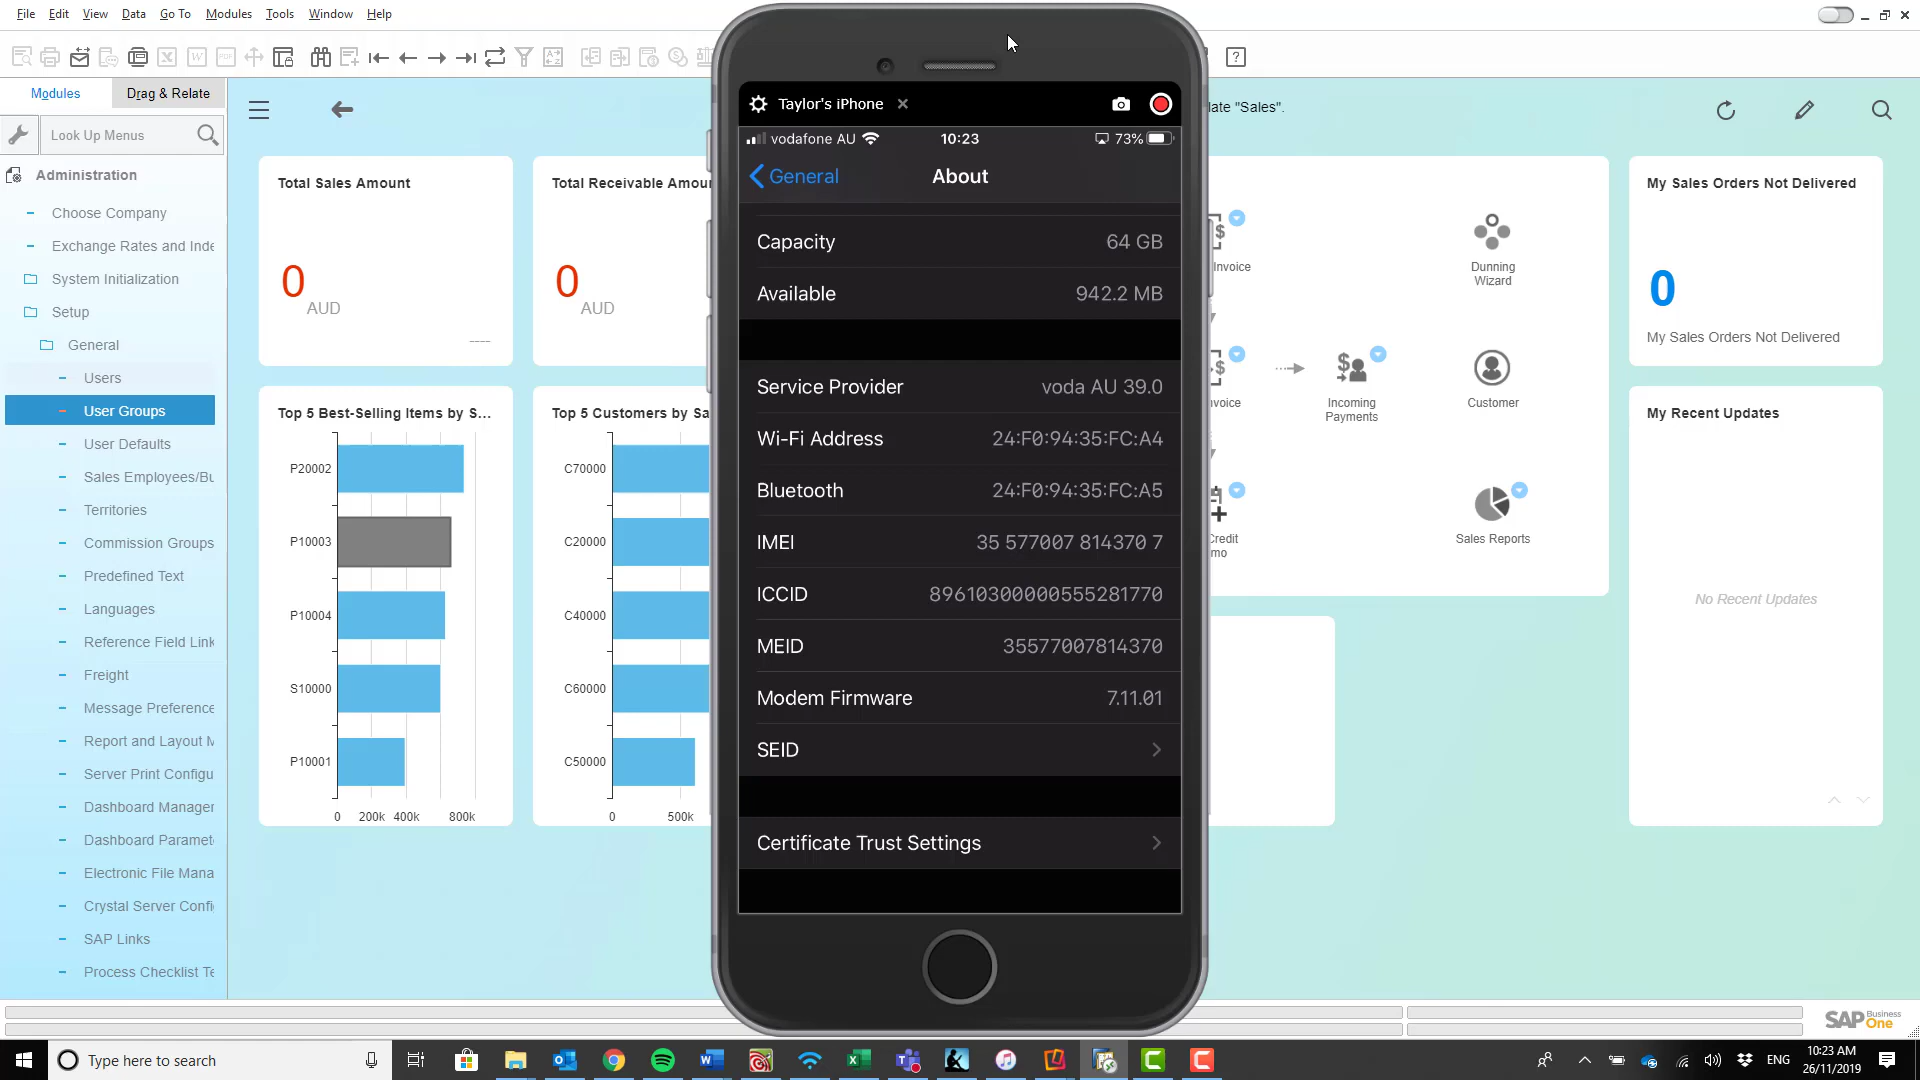 File Edit View Data Go To Modules Tools Window Help
Modules Drag & Relate
Look Up Menus
Administration
Choose Company
Exchange Rates and Inde
System Initialization
Setup
General
Users
User Groups
User Defaults
Sales Employees/Bu
Territories
Commission Groups
Predefined Text
Languages
Reference Field Link
Freight
Message Preference
Report and Layout M
Server Print Configu
Dashboard Manager
Dashboard Paramet
Electronic File Mana
Crystal Server Confi
SAP Links
Process Checklist Te
Total Sales Amount
0
AUD
----
Total Receivable Amou
0
AUD
Top 5 Best-Selling Items by S...
P20002
P10003
P10004
S10000
P10001
0 200k 400k 800k
Top 5 Customers by Sa
C70000
C20000
C40000
C60000
C50000
0 500k
Taylor's iPhone
vodafone AU 10:23 73%
General About
Capacity 64 GB
Available 942.2 MB
Service Provider voda AU 39.0
Wi-Fi Address 24:F0:94:35:FC:A4
Bluetooth 24:F0:94:35:FC:A5
IMEI 35 577007 814370 7
ICCID 89610300000555281770
MEID 35577007814370
Modem Firmware 7.11.01
SEID
Certificate Trust Settings
late "Sales".
Invoice
Dunning
Wizard
nvoice
Incoming
Payments
Customer
Credit
mo
Sales Reports
My Sales Orders Not Delivered
0
My Sales Orders Not Delivered
My Recent Updates
No Recent Updates
SAP Business One
Type here to search
ENG
10:23 AM
26/11/2019